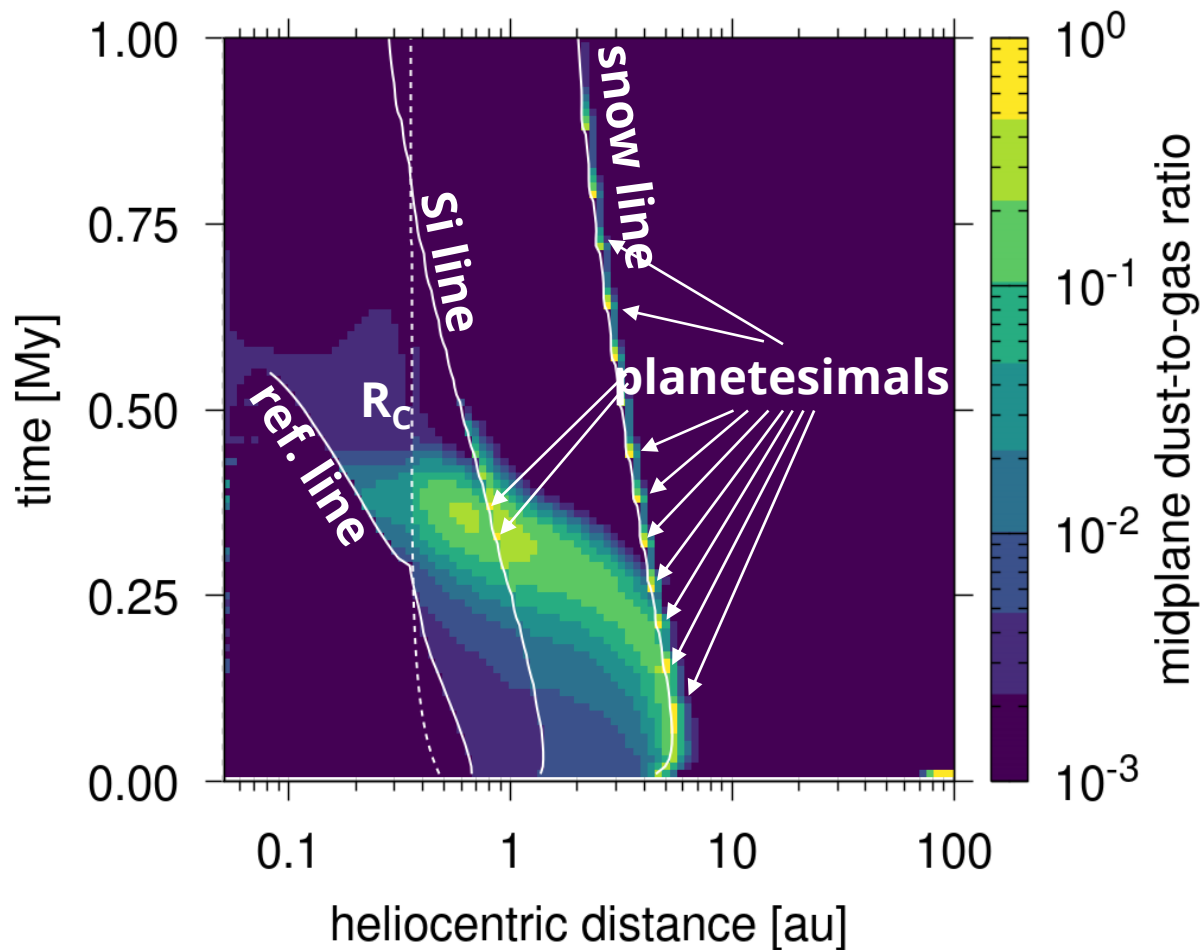 1.00
0.75
0.50
0.25
0.00
time [My]
0.1
1
10
100
heliocentric distance [au]
snow line
Si line
R_C
ref. line
planetesimals
10^0
10^-1
10^-2
10^-3
midplane dust-to-gas ratio